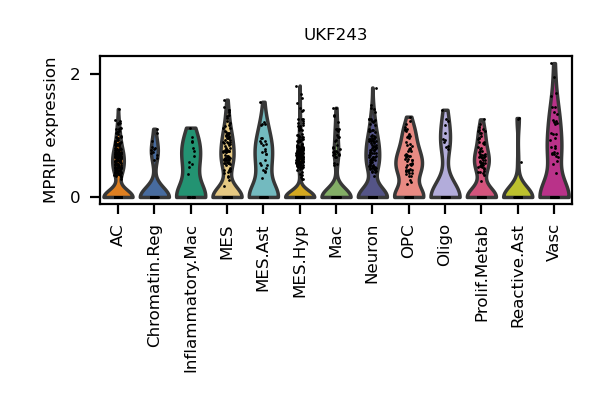 UKF243
MPRIP expression
2
0
AC
Chromatin.Reg
Inflammatory.Mac
MES
MES.Ast
MES.Hyp
Mac
Neuron
OPC
Oligo
Prolif.Metab
Reactive.Ast
Vasc